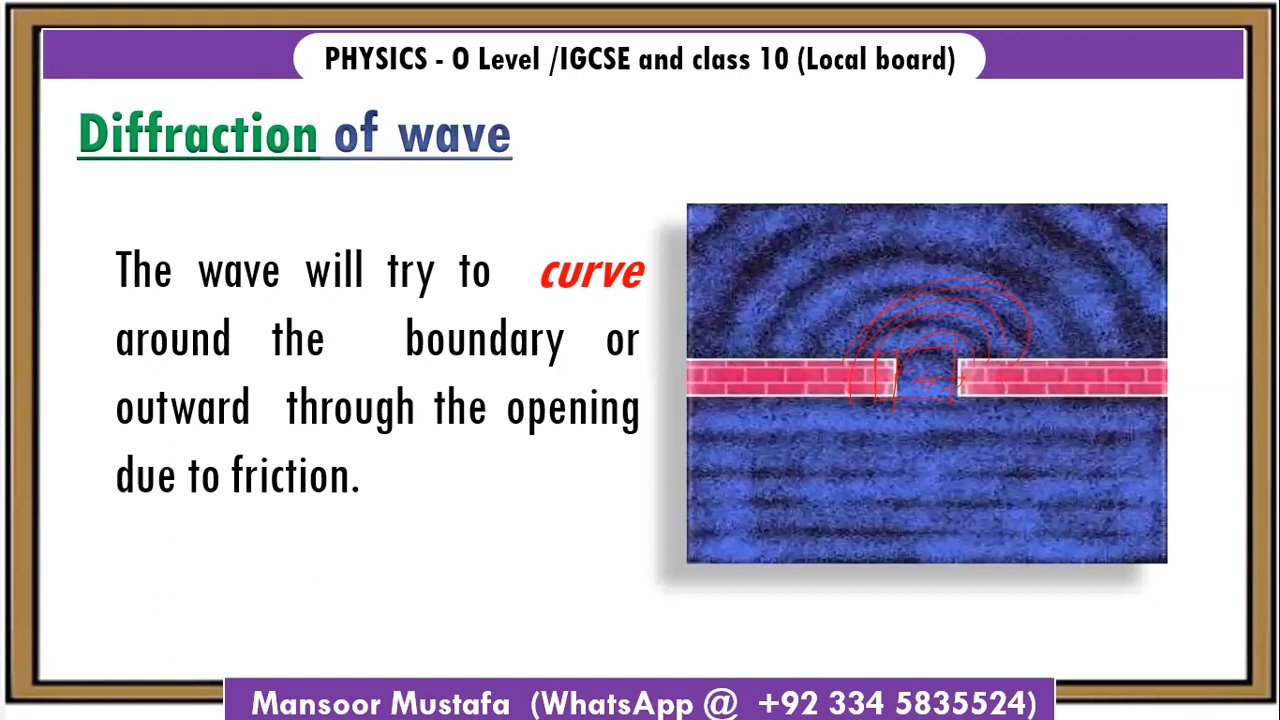 PHYSICS - O Level /IGCSE and class 10 (Local board)
Diffraction of wave
The wave will try to curve
around the boundary or
outward through the opening
due to friction.
Mansoor Mustafa (WhatsApp @ +92 334 5835524)